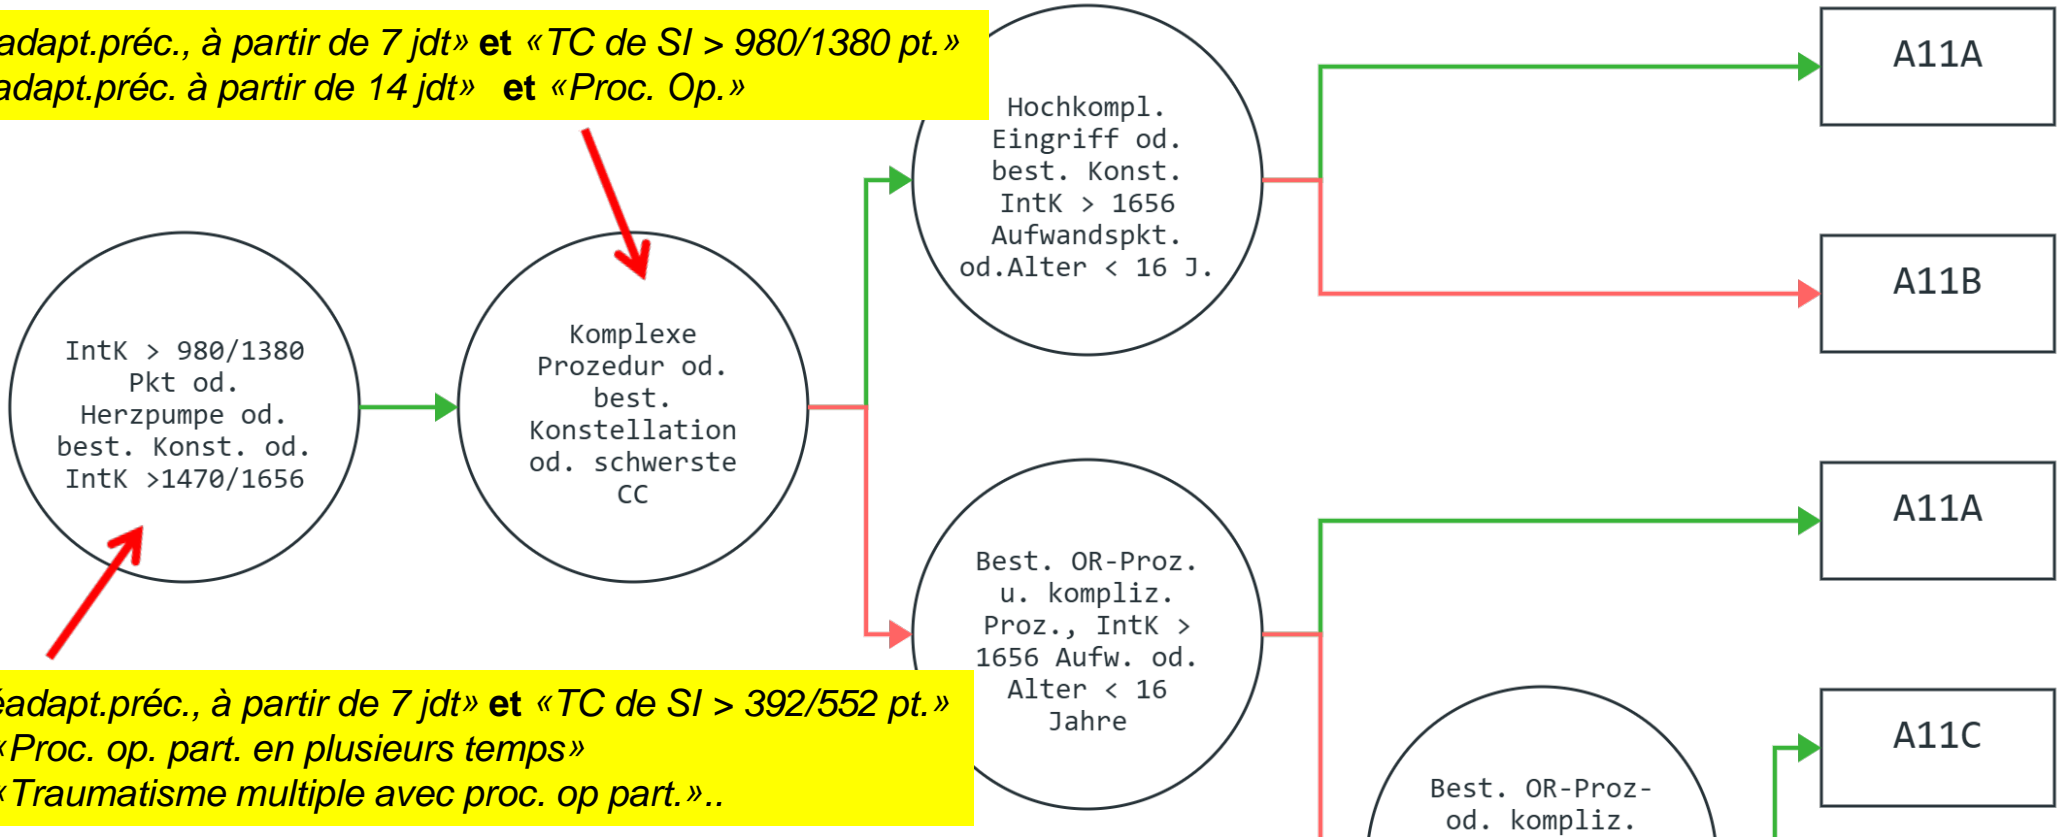 adapt.préc., à partir de 7 jdt» et «TC de SI > 980/1380 pt.»
adapt.préc. à partir de 14 jdt» et «Proc. Op.»
Hochkompl.
Eingriff od.
best. Konst.
IntK > 1656
Aufwandspkt.
od.Alter < 16 J.
A11A
A11B
IntK > 980/1380
Pkt od.
Herzpumpe od.
best. Konst. od.
IntK >1470/1656
Komplexe
Prozedur od.
best.
Konstellation
od. schwerste
CC
Best. OR-Proz.
u. kompliz.
Proz., IntK >
1656 Aufw. od.
Alter < 16
Jahre
A11A
éadapt.préc., à partir de 7 jdt» et «TC de SI > 392/552 pt.»
«Proc. op. part. en plusieurs temps»
«Traumatisme multiple avec proc. op part.»..
Best. OR-Proz-
od. kompliz.
A11C